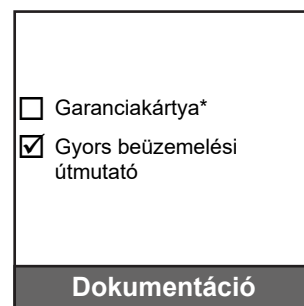 Garanciakártya*
Gyors beüzemelési
útmutató
Dokumentáció